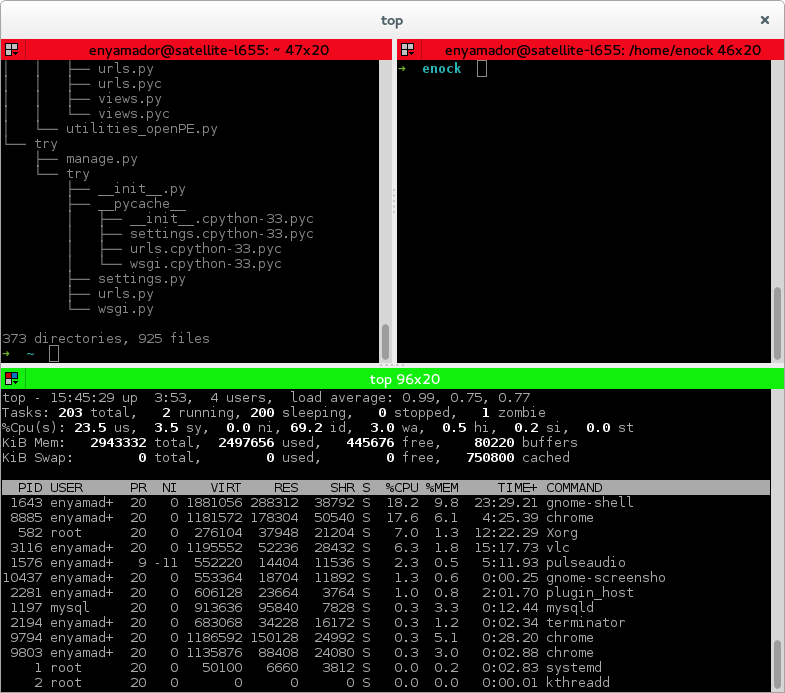 top
enyamador@satellite-l655: ~ 47x20
│   │   ├── urls.py
│   │   ├── urls.pyc
│   │   ├── views.py
│   │   └── views.pyc
│   └── utilities_openPE.py
└── try
    ├── manage.py
    └── try
        ├── __init__.py
        ├── __pycache__
        │   ├── __init__.cpython-33.pyc
        │   ├── settings.cpython-33.pyc
        │   ├── urls.cpython-33.pyc
        │   └── wsgi.cpython-33.pyc
        ├── settings.py
        ├── urls.py
        └── wsgi.py
373 directories, 925 files
→ ~
enyamador@satellite-l655: /home/enock 46x20
→ enock
top 96x20
top - 15:45:29 up  3:53,  4 users,  load average: 0.99, 0.75, 0.77
Tasks: 203 total,   2 running, 200 sleeping,   0 stopped,   1 zombie
%Cpu(s): 23.5 us,  3.5 sy,  0.0 ni, 69.2 id,  3.0 wa,  0.5 hi,  0.2 si,  0.0 st
KiB Mem:   2943332 total,  2497656 used,   445676 free,    80220 buffers
KiB Swap:        0 total,        0 used,        0 free,   750800 cached
  PID USER      PR  NI    VIRT    RES    SHR S  %CPU %MEM     TIME+ COMMAND
 1643 enyamad+  20   0 1881056 288312  38792 S  18.2  9.8  23:29.21 gnome-shell
 8885 enyamad+  20   0 1181572 178304  50540 S  17.6  6.1   4:25.39 chrome
  582 root      20   0  276104  37948  21204 S   7.0  1.3  12:22.29 Xorg
 3116 enyamad+  20   0 1195552  52236  28432 S   6.3  1.8  15:17.73 vlc
 1576 enyamad+   9 -11  552220  14404  11536 S   2.3  0.5   5:11.93 pulseaudio
10437 enyamad+  20   0  553364  18704  11892 S   1.3  0.6   0:00.25 gnome-screensho
 2281 enyamad+  20   0  606128  23664   3764 S   1.0  0.8   2:01.70 plugin_host
 1197 mysql     20   0  913636  95840   7828 S   0.3  3.3   0:12.44 mysqld
 2194 enyamad+  20   0  683068  34228  16172 S   0.3  1.2   0:02.34 terminator
 9794 enyamad+  20   0 1186592 150128  24992 S   0.3  5.1   0:28.20 chrome
 9803 enyamad+  20   0 1135876  88408  24080 S   0.3  3.0   0:02.88 chrome
    1 root      20   0   50100   6660   3812 S   0.0  0.2   0:02.83 systemd
    2 root      20   0       0      0      0 S   0.0  0.0   0:00.01 kthreadd